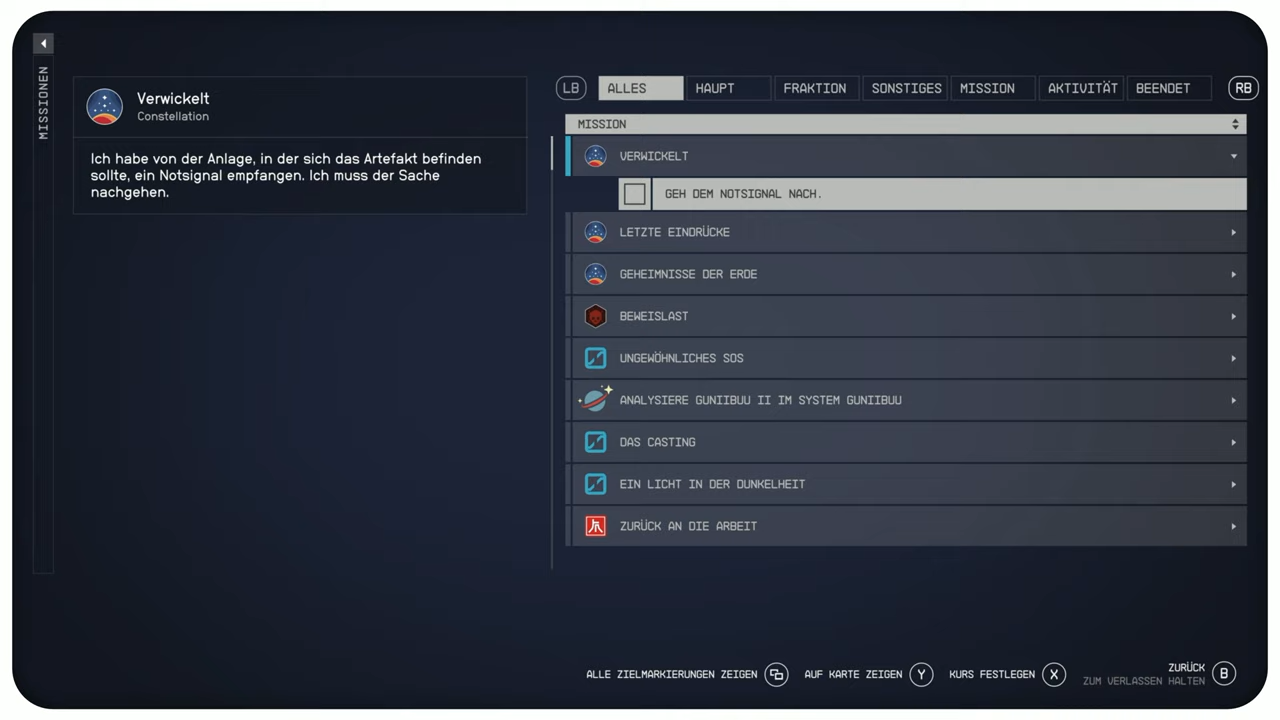 MISSIONEN
Verwickelt
Constellation
Ich habe von der Anlage, in der sich das Artefakt befinden
sollte, ein Notsignal empfangen. Ich muss der Sache
nachgehen.
LB ALLES HAUPT FRAKTION SONSTIGES MISSION AKTIVITÄT BEENDET RB
MISSION
VERWICKELT
GEH DEM NOTSIGNAL NACH.
LETZTE EINDRÜCKE
GEHEIMNISSE DER ERDE
BEWEISLAST
UNGEWÖHNLICHES SOS
ANALYSIERE GUNIIBUU II IM SYSTEM GUNIIBUU
DAS CASTING
EIN LICHT IN DER DUNKELHEIT
ZURÜCK AN DIE ARBEIT
ALLE ZIELMARKIERUNGEN ZEIGEN AUF KARTE ZEIGEN Y KURS FESTLEGEN X ZURÜCK B
ZUM VERLASSEN HALTEN